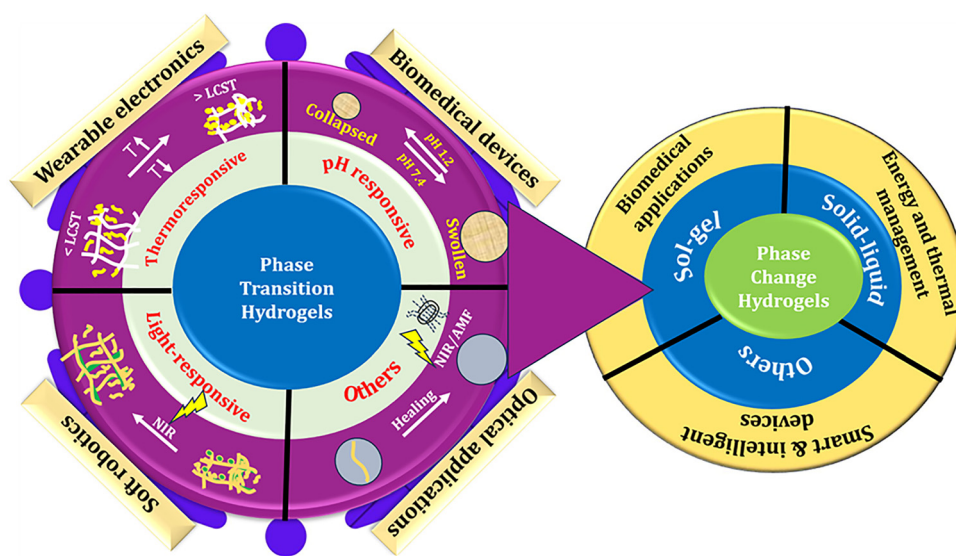 Wearable electronics
Biomedical devices
Soft robotics
Optical applications
Phase
Transition
Hydrogels
Thermoresponsive
< LCST
T↑
T↓
> LCST
pH responsive
Collapsed
pH 1.2
pH 7.4
Swollen
Light-responsive
NIR
Others
NIR/AMF
Healing
Phase
Change
Hydrogels
Sol-gel
Solid-liquid
Others
Biomedical
applications
Energy and thermal
management
Smart & intelligent
devices